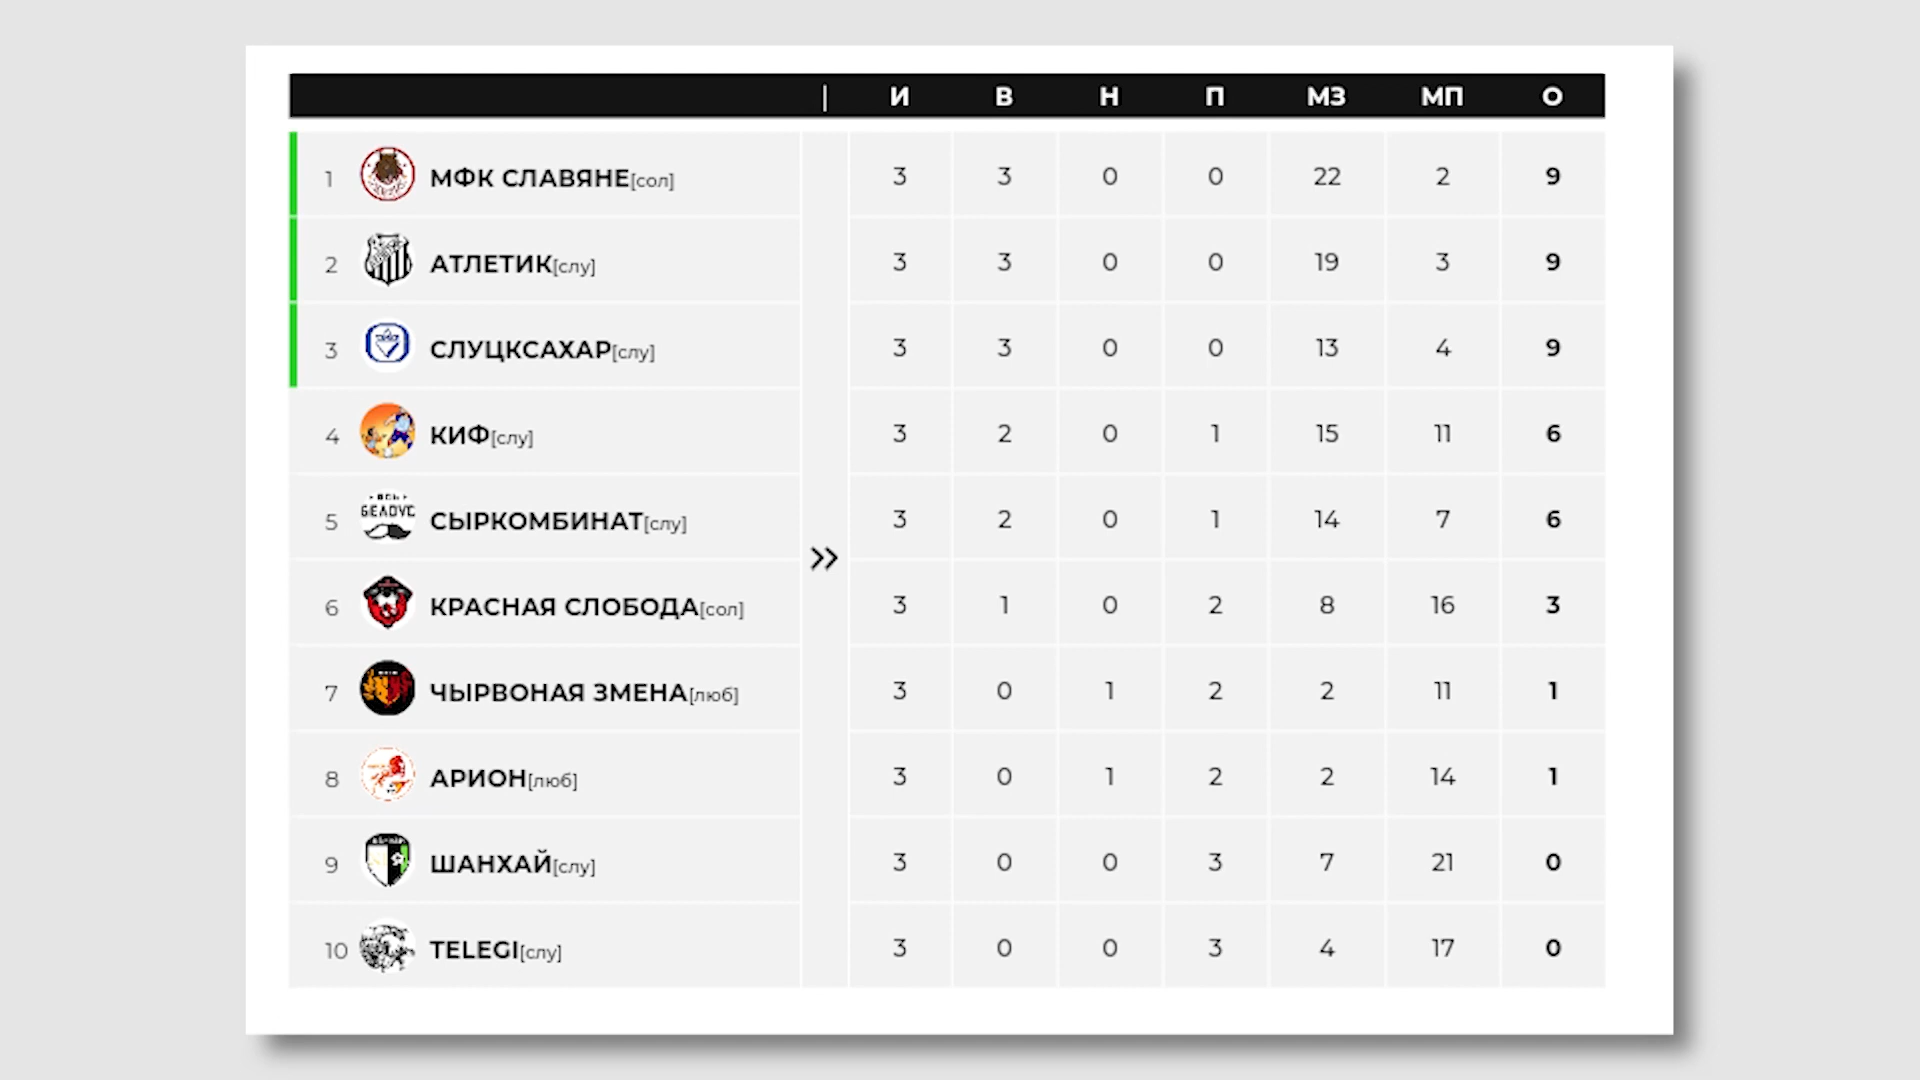 | И В Н П МЗ МП О
1 МФК СЛАВЯНЕ[сол] 3 3 0 0 22 2 9
2 АТЛЕТИК[слу] 3 3 0 0 19 3 9
3 СЛУЦКСАХАР[слу] 3 3 0 0 13 4 9
4 КИФ[слу] 3 2 0 1 15 11 6
БЕЛОУС
5 СЫРКОМБИНАТ[слу] 3 2 0 1 14 7 6
»
6 КРАСНАЯ СЛОБОДА[сол] 3 1 0 2 8 16 3
7 ЧЫРВОНАЯ ЗМЕНА[люб] 3 0 1 2 2 11 1
8 АРИОН[люб] 3 0 1 2 2 14 1
9 ШАНХАЙ[слу] 3 0 0 3 7 21 0
10 TELEGI[слу] 3 0 0 3 4 17 0